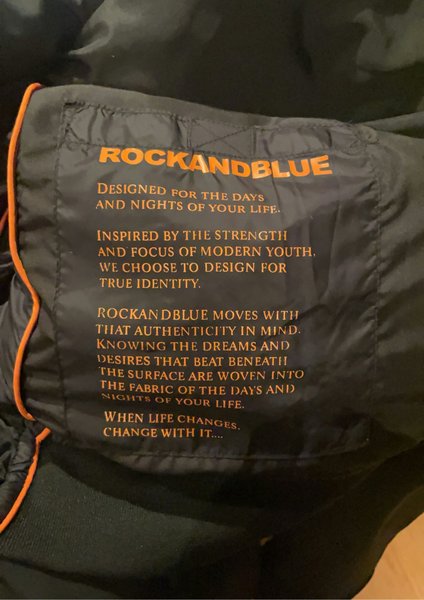 ROCKANDBLUE
DESIGNED FOR THE DAYS
AND NIGHTS OF YOUR LIFE.
INSPIRED BY THE STRENGTH
AND FOCUS OF MODERN YOUTH,
WE CHOOSE TO DESIGN FOR
TRUE IDENTITY.
ROCKANDBLUE MOVES WITH
THAT AUTHENTICITY IN MIND.
KNOWING THE DREAMS AND
DESIRES THAT BEAT BENEATH
THE SURFACE ARE WOVEN INTO
THE FABRIC OF THE DAYS AND
NIGHTS OF YOUR LIFE.
WHEN LIFE CHANGES,
CHANGE WITH IT....